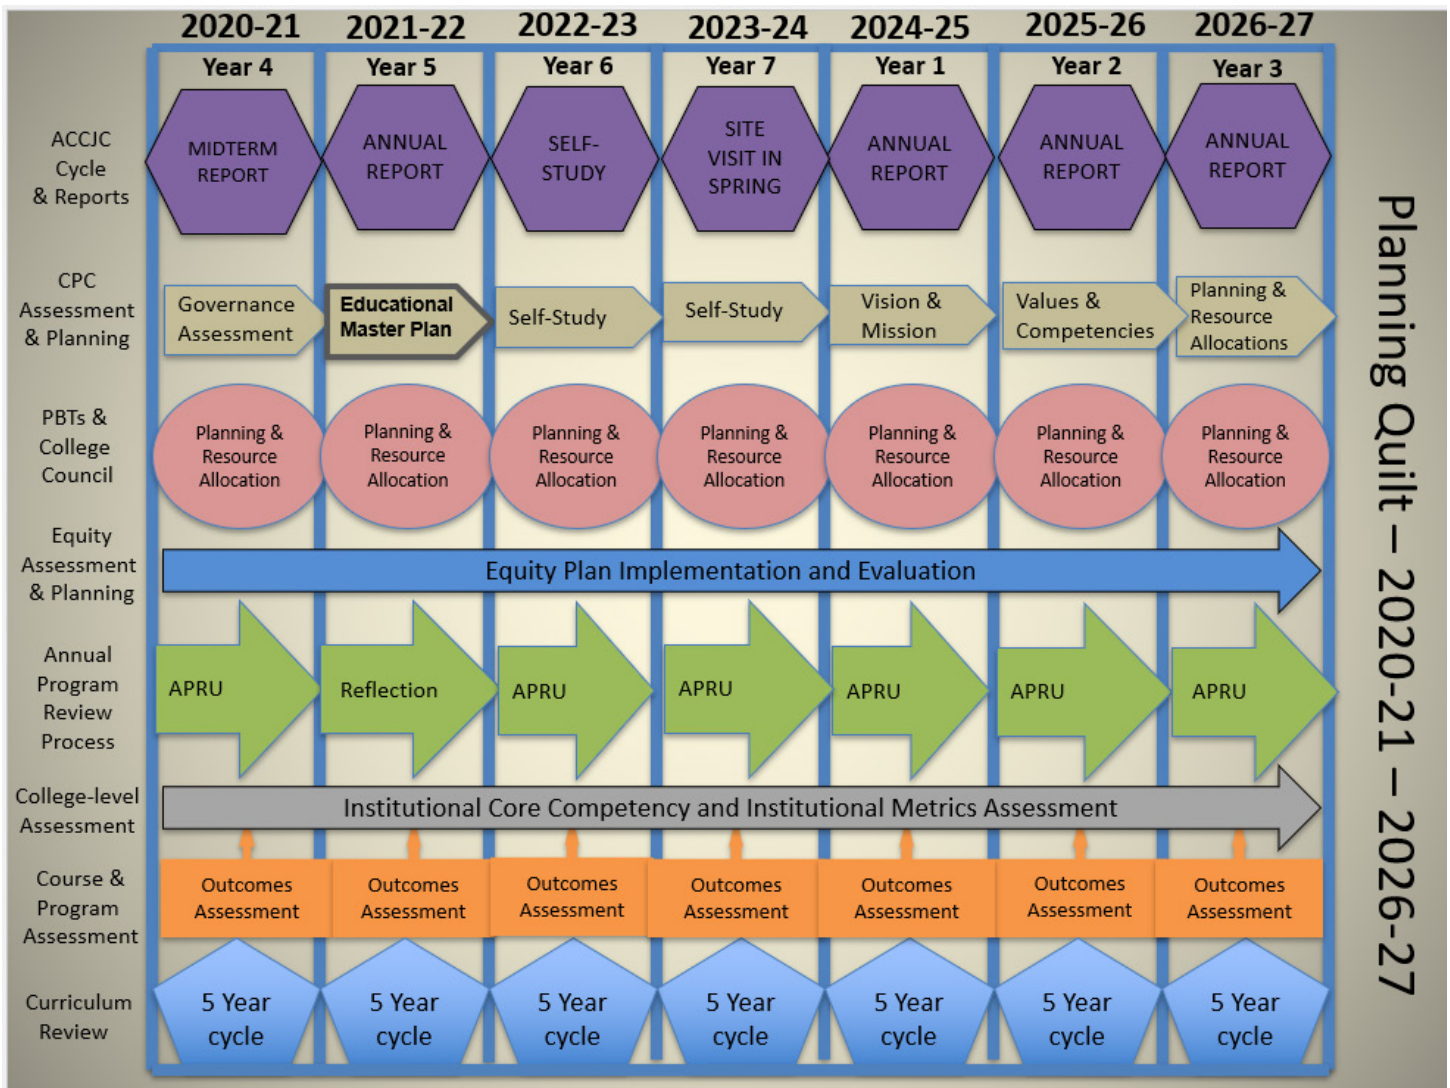 2020-21 2021-22 2022-23 2023-24 2024-25 2025-26 2026-27
Year 4 Year 5 Year 6 Year 7 Year 1 Year 2 Year 3
ACCJC
Cycle
& Reports
MIDTERM
REPORT
ANNUAL
REPORT
SELF-
STUDY
SITE
VISIT IN
SPRING
ANNUAL
REPORT
ANNUAL
REPORT
ANNUAL
REPORT
CPC
Assessment
& Planning
Governance
Assessment
Educational
Master Plan
Self-Study
Self-Study
Vision &
Mission
Values &
Competencies
Planning &
Resource
Allocations
PBTs &
College
Council
Planning &
Resource
Allocation
Planning &
Resource
Allocation
Planning &
Resource
Allocation
Planning &
Resource
Allocation
Planning &
Resource
Allocation
Planning &
Resource
Allocation
Planning &
Resource
Allocation
Equity
Assessment
& Planning
Equity Plan Implementation and Evaluation
Annual
Program
Review
Process
APRU
Reflection
APRU
APRU
APRU
APRU
APRU
College-level
Assessment
Institutional Core Competency and Institutional Metrics Assessment
Course &
Program
Assessment
Outcomes
Assessment
Outcomes
Assessment
Outcomes
Assessment
Outcomes
Assessment
Outcomes
Assessment
Outcomes
Assessment
Outcomes
Assessment
Curriculum
Review
5 Year
cycle
5 Year
cycle
5 Year
cycle
5 Year
cycle
5 Year
cycle
5 Year
cycle
5 Year
cycle
Planning Quilt – 2020-21 – 2026-27